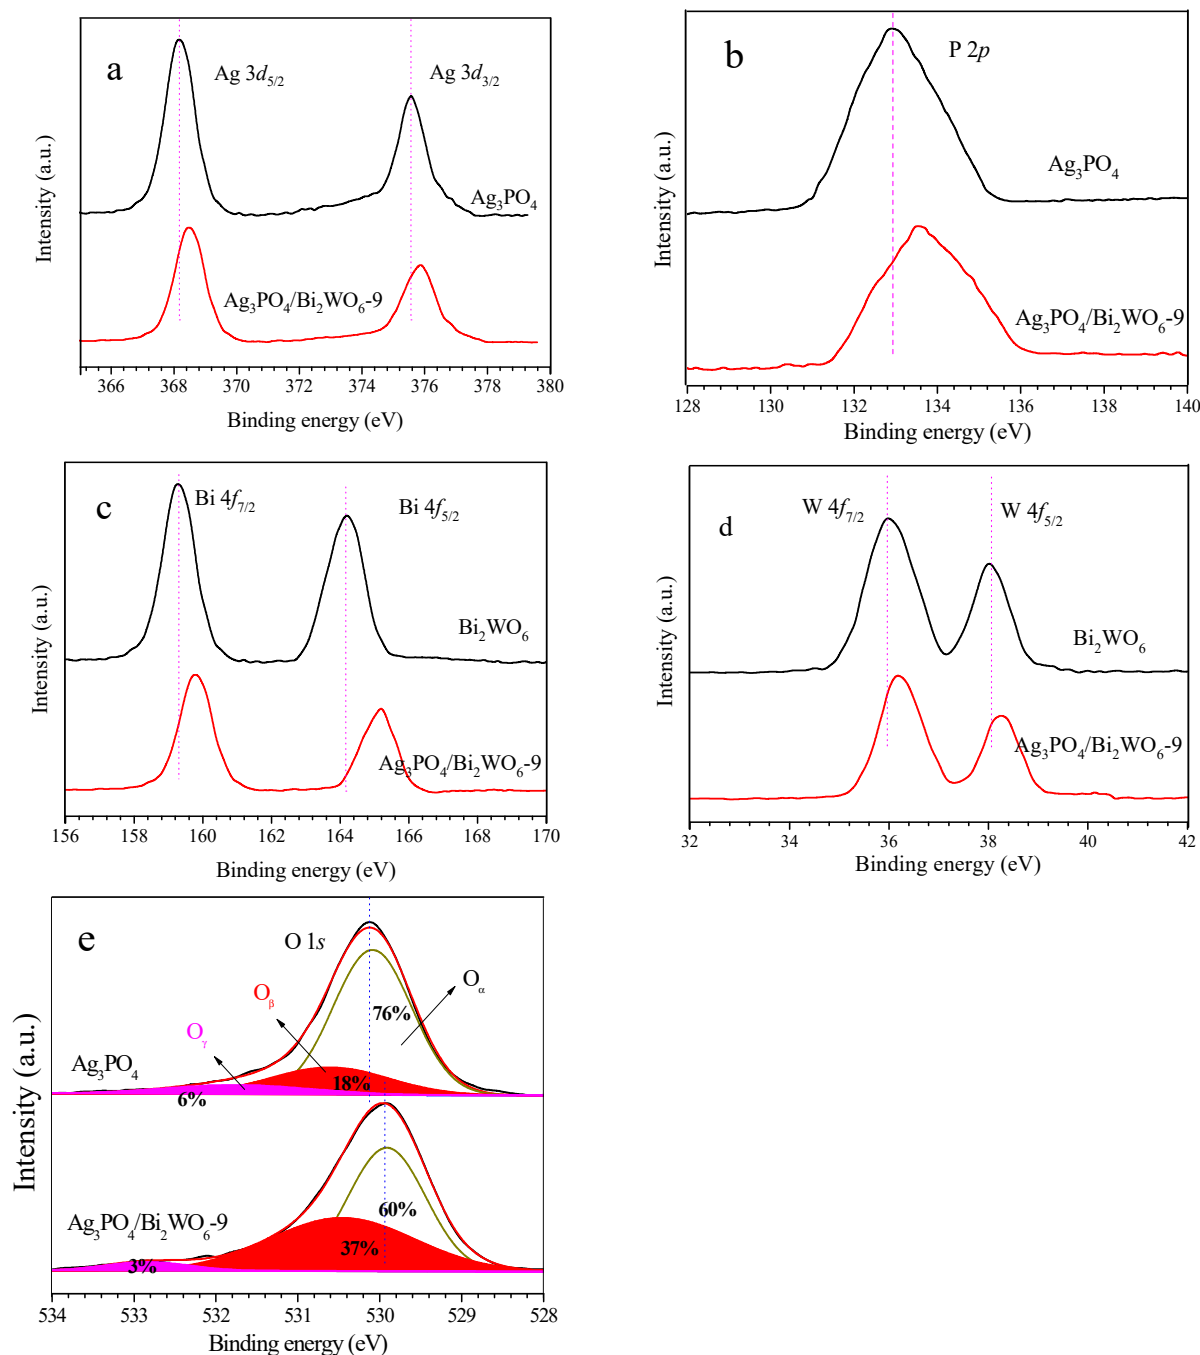 a
Ag 3d5/2
Ag 3d3/2
Ag3PO4
Ag3PO4/Bi2WO6-9
Intensity (a.u.)
366 368 370 372 374 376 378 380
Binding energy (eV)
b
P 2p
Ag3PO4
Ag3PO4/Bi2WO6-9
Intensity (a.u.)
128 130 132 134 136 138 140
Binding energy (eV)
c
Bi 4f7/2
Bi 4f5/2
Bi2WO6
Ag3PO4/Bi2WO6-9
Intensity (a.u.)
156 158 160 162 164 166 168 170
Binding energy (eV)
d
W 4f7/2
W 4f5/2
Bi2WO6
Ag3PO4/Bi2WO6-9
Intensity (a.u.)
32 34 36 38 40 42
Binding energy (eV)
e
O 1s
Oα
Oβ
Oγ
76%
18%
6%
Ag3PO4
Ag3PO4/Bi2WO6-9
60%
37%
3%
Intensity (a.u.)
534 533 532 531 530 529 528
Binding energy (eV)